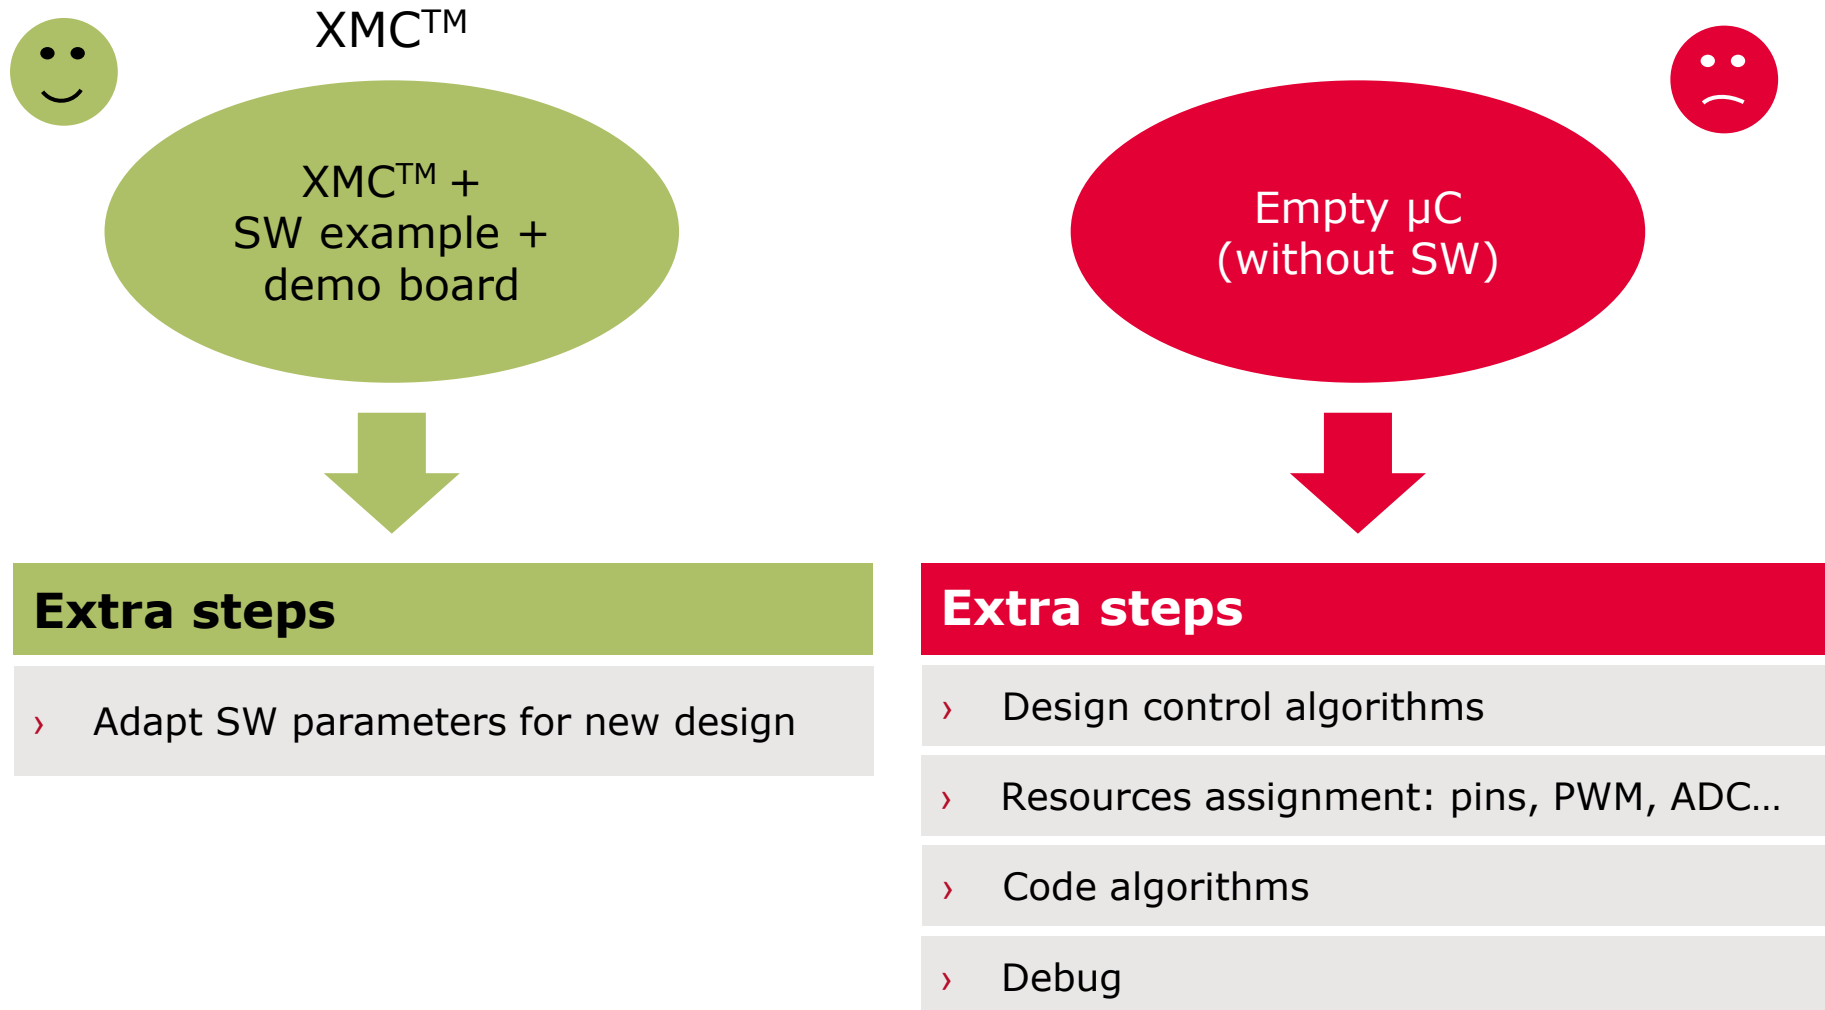 XMC™
XMC™ +
SW example +
demo board
Extra steps
› Adapt SW parameters for new design
Empty µC
(without SW)
Extra steps
› Design control algorithms
› Resources assignment: pins, PWM, ADC…
› Code algorithms
› Debug